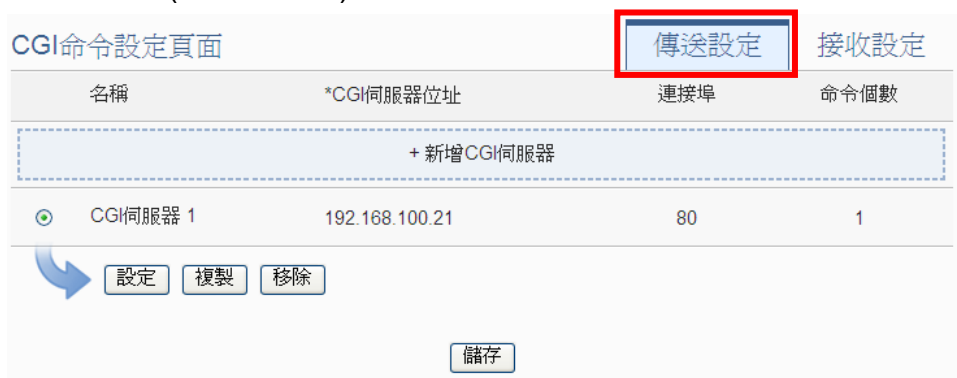 CGI命令設定頁面 傳送設定 接收設定
名稱 *CGI伺服器位址 連接埠 命令個數
+ 新增CGI伺服器
CGI伺服器 1 192.168.100.21 80 1
設定 複製 移除
儲存